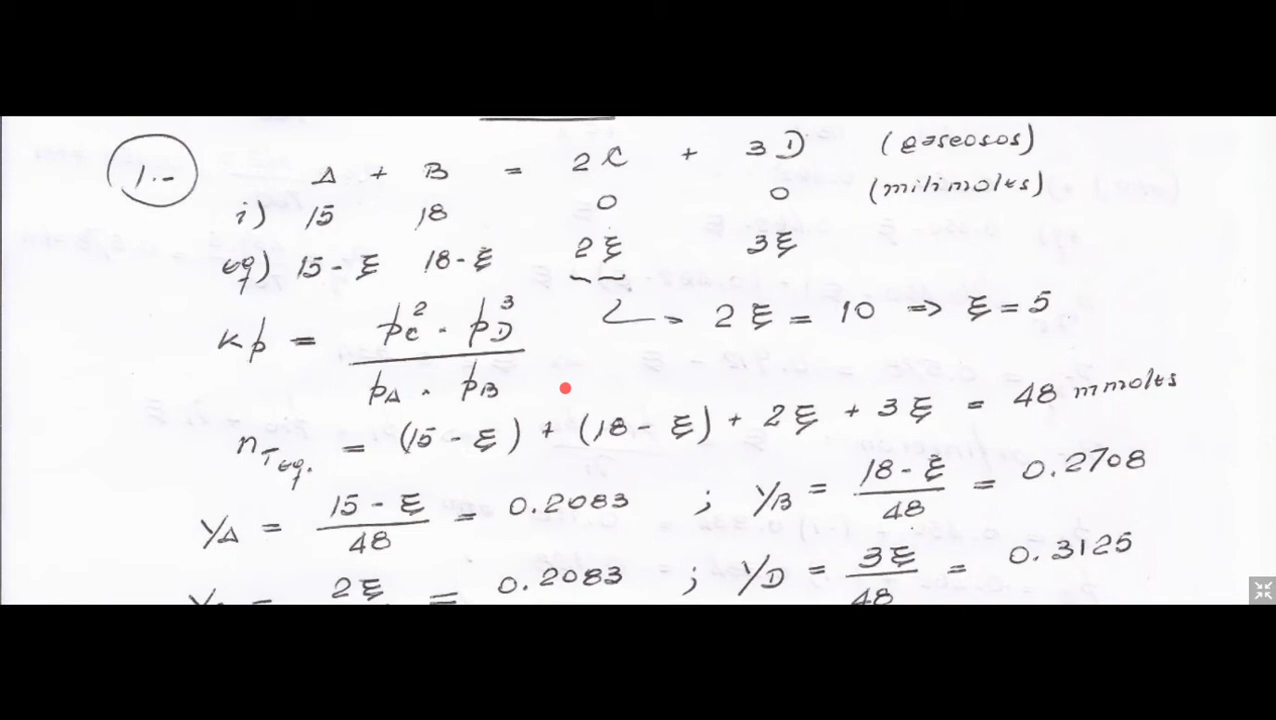 1.-
A + B = 2C + 3D (gaseosos)
i) 15 18 0 0 (milimoles)
eq) 15-ξ 18-ξ 2ξ 3ξ
2ξ = 10 => ξ = 5
Kp = pC² · pD³ / pA · pB
nT eq. = (15-ξ) + (18-ξ) + 2ξ + 3ξ = 48 mmoles
YA = 15-ξ / 48 = 0.2083 ; YB = 18-ξ / 48 = 0.2708
= 2ξ = 0.2083 ; YD = 3ξ / 48 = 0.3125